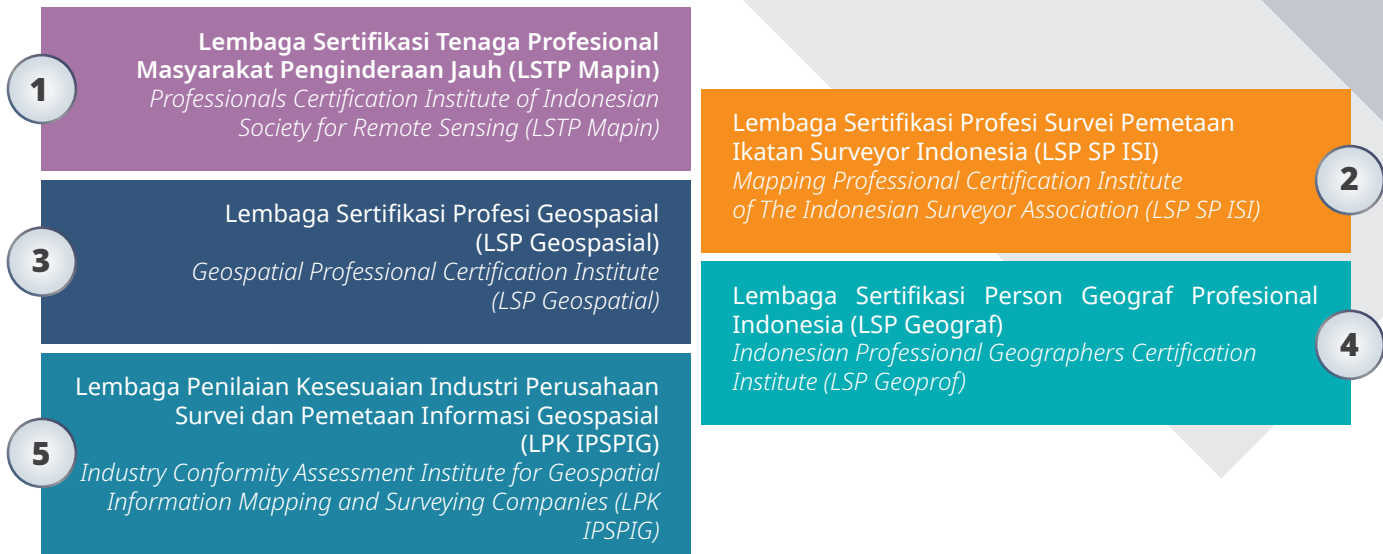 1
Lembaga Sertifikasi Tenaga Profesional
Masyarakat Penginderaan Jauh (LSTP Mapin)
Professionals Certification Institute of Indonesian
Society for Remote Sensing (LSTP Mapin)
2
Lembaga Sertifikasi Profesi Survei Pemetaan
Ikatan Surveyor Indonesia (LSP SP ISI)
Mapping Professional Certification Institute
of The Indonesian Surveyor Association (LSP SP ISI)
3
Lembaga Sertifikasi Profesi Geospasial
(LSP Geospasial)
Geospatial Professional Certification Institute
(LSP Geospatial)
4
Lembaga Sertifikasi Person Geograf Profesional
Indonesia (LSP Geograf)
Indonesian Professional Geographers Certification
Institute (LSP Geoprof)
5
Lembaga Penilaian Kesesuaian Industri Perusahaan
Survei dan Pemetaan Informasi Geospasial
(LPK IPSPIG)
Industry Conformity Assessment Institute for Geospatial
Information Mapping and Surveying Companies (LPK
IPSPIG)